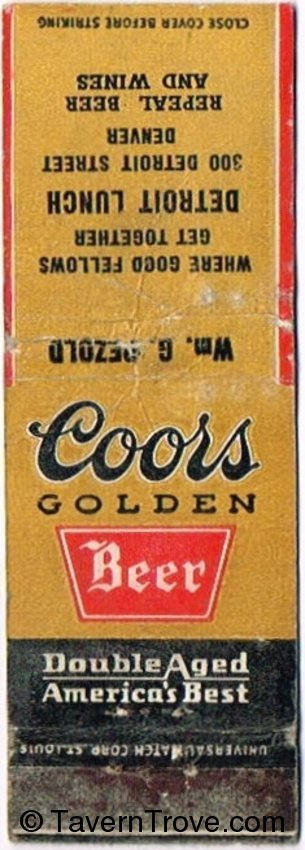 Coors
GOLDEN
Beer
Double Aged
America's Best
UNIVERSAL MATCH CORP. ST. LOUIS
WM. G. PEZOLD
WHERE GOOD FELLOWS
GET TOGETHER
DETROIT LUNCH
300 DETROIT STREET
DENVER
REPEAL BEER
AND WINES
CLOSE COVER BEFORE STRIKING
© TavernTrove.com